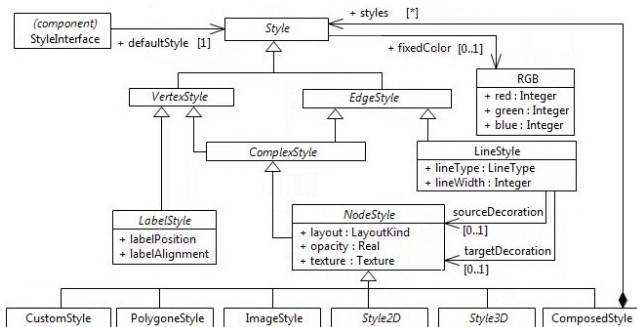 (component)
StyleInterface
+ defaultStyle [1]
Style
+ styles [*]
+ fixedColor
[0..1]
RGB
+ red : Integer
+ green : Integer
+ blue : Integer
VertexStyle
EdgeStyle
ComplexStyle
LineStyle
+ lineType : LineType
+ lineWidth : Integer
LabelStyle
+ labelPosition
+ labelAlignment
NodeStyle
+ layout : LayoutKind
+ opacity : Real
+ texture : Texture
sourceDecoration
[0..1]
targetDecoration
[0..1]
CustomStyle
PolygoneStyle
ImageStyle
Style2D
Style3D
ComposedStyle